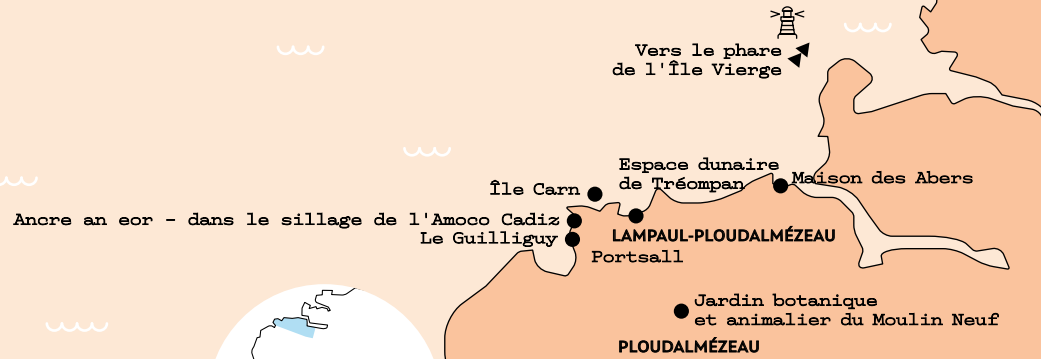 Vers le phare
de l'Île Vierge
Espace dunaire
de Tréompan
Maison des Abers
Île Carn
Ancre an eor - dans le sillage de l'Amoco Cadiz
Le Guilliguy
LAMPAUL-PLOUDALMÉZEAU
Portsall
Jardin botanique
et animalier du Moulin Neuf
PLOUDALMÉZEAU